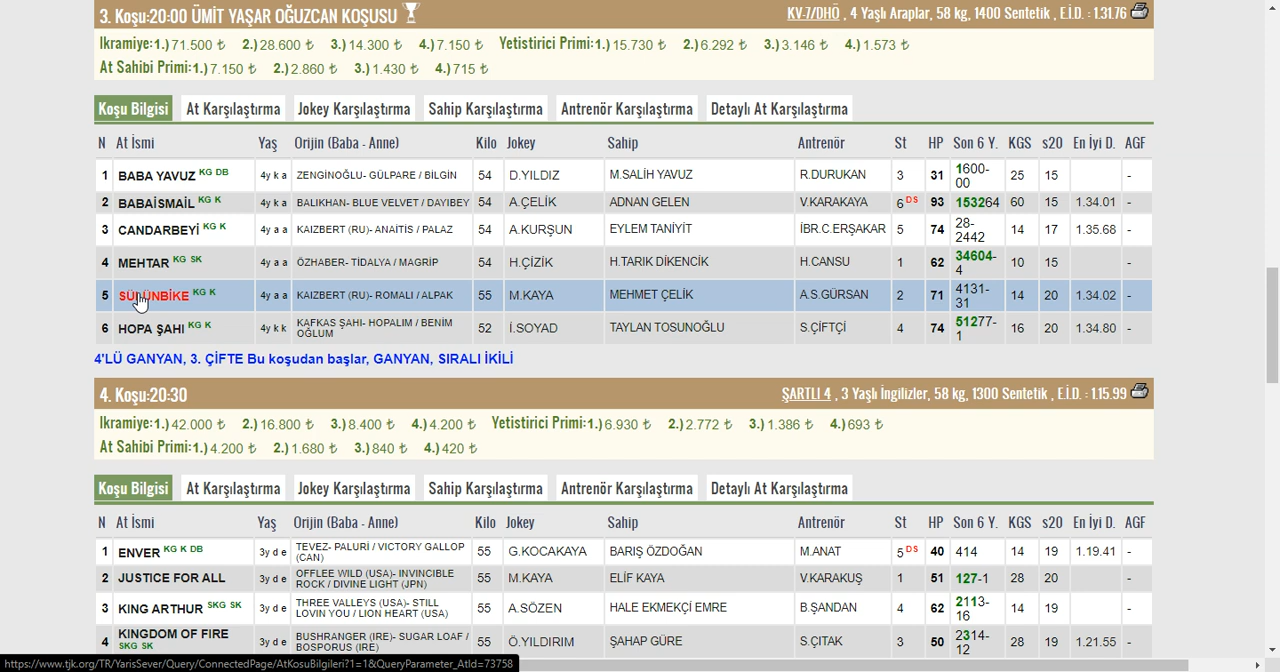 3. Koşu:20:00 ÜMİT YAŞAR OĞUZCAN KOŞUSU KV-7/DHÖ , 4 Yaşlı Araplar, 58 kg, 1400 Sentetik , E.İ.D. : 1.31.76
İkramiye:1.)71.500 ₺ 2.)28.600 ₺ 3.)14.300 ₺ 4.)7.150 ₺ Yetistirici Primi:1.)15.730 ₺ 2.)6.292 ₺ 3.)3.146 ₺ 4.)1.573 ₺
At Sahibi Primi:1.)7.150 ₺ 2.)2.860 ₺ 3.)1.430 ₺ 4.)715 ₺
Koşu Bilgisi At Karşılaştırma Jokey Karşılaştırma Sahip Karşılaştırma Antrenör Karşılaştırma Detaylı At Karşılaştırma
N At İsmi Yaş Orijin (Baba - Anne) Kilo Jokey Sahip Antrenör St HP Son 6 Y. KGS s20 En İyi D. AGF
1 BABA YAVUZ KG DB 4y k a ZENGİNOĞLU- GÜLPARE / BİLGİN 54 D.YILDIZ M.SALİH YAVUZ R.DURUKAN 3 31 1600-00 25 15 -
2 BABAİSMAİL KG K 4y k a BALIKHAN- BLUE VELVET / DAYIBEY 54 A.ÇELİK ADNAN GELEN V.KARAKAYA 6 DS 93 153264 60 15 1.34.01 -
3 CANDARBEYİ KG K 4y a a KAIZBERT (RU)- ANAİTİS / PALAZ 54 A.KURŞUN EYLEM TANİYİT İBR.C.ERŞAKAR 5 74 28-2442 14 17 1.35.68 -
4 MEHTAR KG SK 4y a a ÖZHABER- TİDALYA / MAGRİP 54 H.ÇİZİK H.TARIK DİKENCİK H.CANSU 1 62 34604-4 10 15 -
5 SÜYÜNBİKE KG K 4y a a KAIZBERT (RU)- ROMALI / ALPAK 55 M.KAYA MEHMET ÇELİK A.S.GÜRSAN 2 71 4131-31 14 20 1.34.02 -
6 HOPA ŞAHI KG K 4y k k KAFKAS ŞAHI- HOPALIM / BENİM OĞLUM 52 İ.SOYAD TAYLAN TOSUNOĞLU S.ÇİFTÇİ 4 74 51277-1 16 20 1.34.80 -
4'LÜ GANYAN, 3. ÇİFTE Bu koşudan başlar, GANYAN, SIRALI İKİLİ
4. Koşu:20:30 ŞARTLI 4 , 3 Yaşlı İngilizler, 58 kg, 1300 Sentetik , E.İ.D. : 1.15.99
İkramiye:1.)42.000 ₺ 2.)16.800 ₺ 3.)8.400 ₺ 4.)4.200 ₺ Yetistirici Primi:1.)6.930 ₺ 2.)2.772 ₺ 3.)1.386 ₺ 4.)693 ₺
At Sahibi Primi:1.)4.200 ₺ 2.)1.680 ₺ 3.)840 ₺ 4.)420 ₺
Koşu Bilgisi At Karşılaştırma Jokey Karşılaştırma Sahip Karşılaştırma Antrenör Karşılaştırma Detaylı At Karşılaştırma
N At İsmi Yaş Orijin (Baba - Anne) Kilo Jokey Sahip Antrenör St HP Son 6 Y. KGS s20 En İyi D. AGF
1 ENVER KG K DB 3y d e TEVEZ- PALURİ / VICTORY GALLOP (CAN) 55 G.KOCAKAYA BARIŞ ÖZDOĞAN M.ANAT 5 DS 40 414 14 19 1.19.41 -
2 JUSTICE FOR ALL 3y d e OFFLEE WILD (USA)- INVINCIBLE ROCK / DIVINE LIGHT (JPN) 55 M.KAYA ELİF KAYA V.KARAKUŞ 1 51 127-1 28 20 -
3 KING ARTHUR SKG SK 3y d e THREE VALLEYS (USA)- STILL LOVIN YOU / LION HEART (USA) 55 A.SÖZEN HALE EKMEKÇİ EMRE B.ŞANDAN 4 62 2113-16 14 19 -
4 KINGDOM OF FIRE SKG SK 3y d e BUSHRANGER (IRE)- SUGAR LOAF / BOSPORUS (IRE) 55 Ö.YILDIRIM ŞAHAP GÜRE S.ÇITAK 3 50 2314-12 28 19 1.21.55 -
https://www.tjk.org/TR/YarisSever/Query/ConnectedPage/AtKosuBilgileri?1=1&QueryParameter_AtId=73758